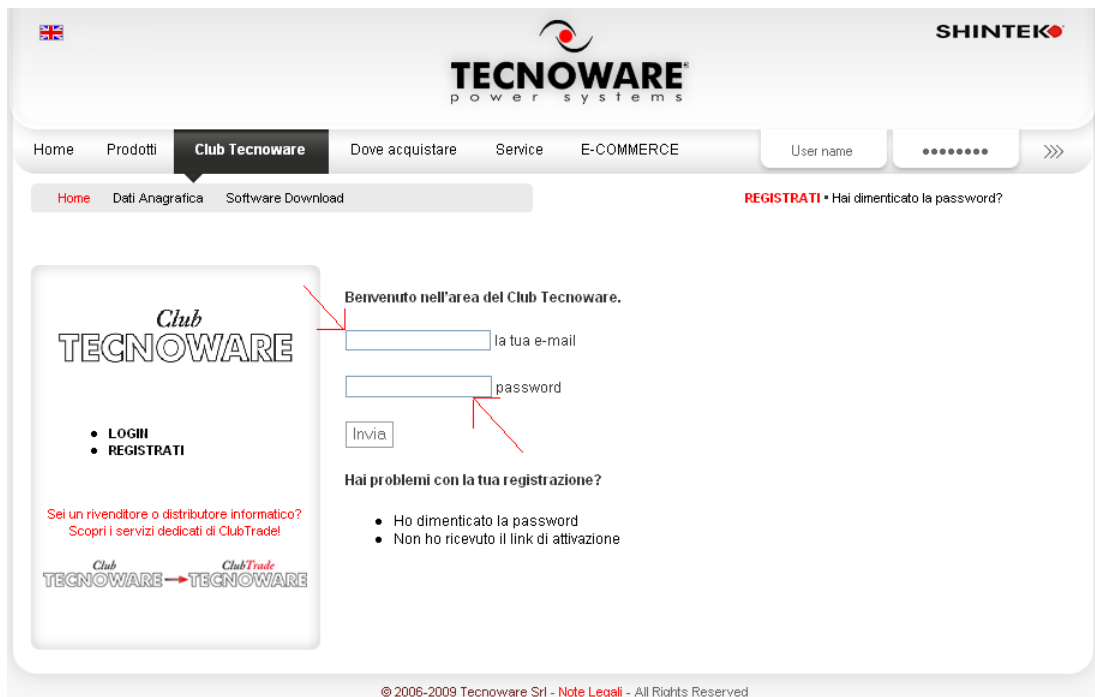 SHINTEK
TECNOWARE®
power systems
Home Prodotti Club Tecnoware Dove acquistare Service E-COMMERCE User name ••••••••
Home Dati Anagrafica Software Download REGISTRATI • Hai dimenticato la password?
Benvenuto nell'area del Club Tecnoware.
Club
TECNOWARE
la tua e-mail
password
• LOGIN
• REGISTRATI
Invia
Hai problemi con la tua registrazione?
Sei un rivenditore o distributore informatico?
Scopri i servizi dedicati di ClubTrade!
• Ho dimenticato la password
• Non ho ricevuto il link di attivazione
Club ClubTrade
TECNOWARE TECNOWARE
© 2006-2009 Tecnoware Srl - Note Legali - All Rights Reserved